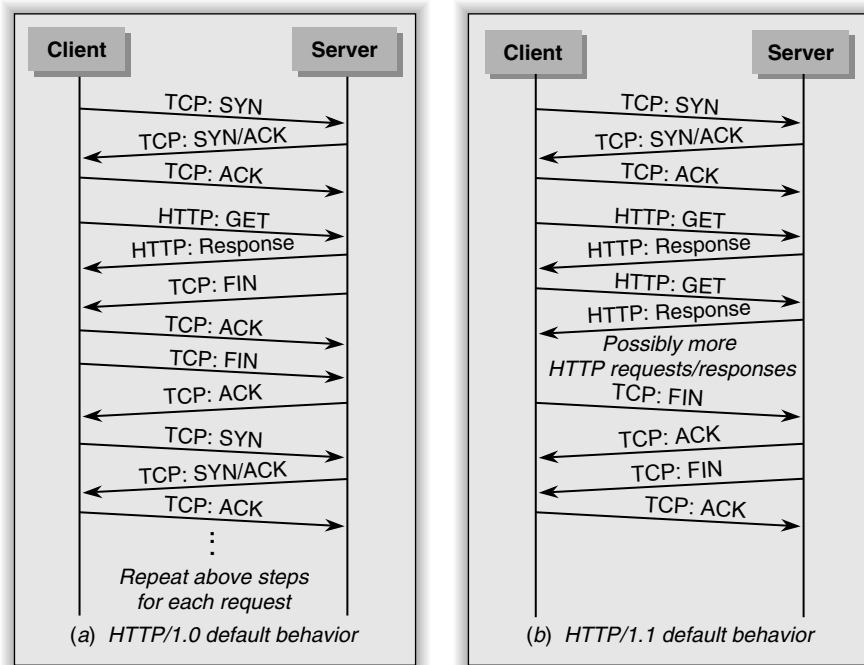 Client
Server
TCP: SYN
TCP: SYN/ACK
TCP: ACK
HTTP: GET
HTTP: Response
TCP: FIN
TCP: ACK
TCP: FIN
TCP: ACK
TCP: SYN
TCP: SYN/ACK
TCP: ACK
Repeat above steps
for each request
(a) HTTP/1.0 default behavior
Client
Server
TCP: SYN
TCP: SYN/ACK
TCP: ACK
HTTP: GET
HTTP: Response
HTTP: GET
HTTP: Response
Possibly more
HTTP requests/responses
TCP: FIN
TCP: ACK
TCP: FIN
TCP: ACK
(b) HTTP/1.1 default behavior